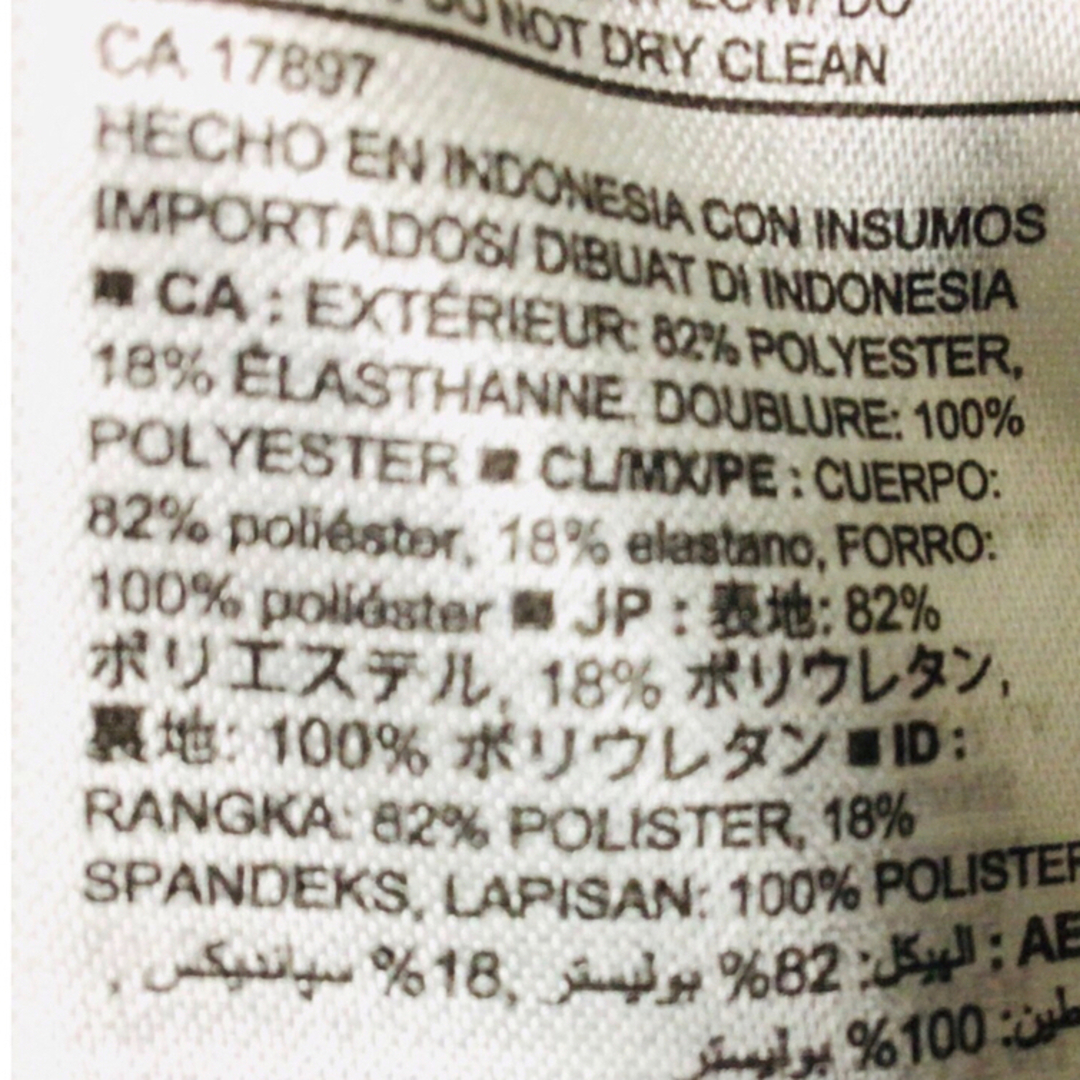 DO NOT DRY CLEAN
CA 17897
HECHO EN INDONESIA CON INSUMOS
IMPORTADOS/ DIBUAT DI INDONESIA
■ CA : EXTÉRIEUR: 82% POLYESTER,
18% ÉLASTHANNE, DOUBLURE: 100%
POLYESTER ■ CL/MX/PE : CUERPO:
82% poliéster, 18% elastano, FORRO:
100% poliéster ■ JP : 表地: 82%
ポリエステル, 18% ポリウレタン,
裏地: 100% ポリウレタン ■ ID :
RANGKA: 82% POLISTER, 18%
SPANDEKS, LAPISAN: 100% POLISTER
AE : الهيكل: 82% بوليستر, 18% سباندیكس ,
100% بوليستر